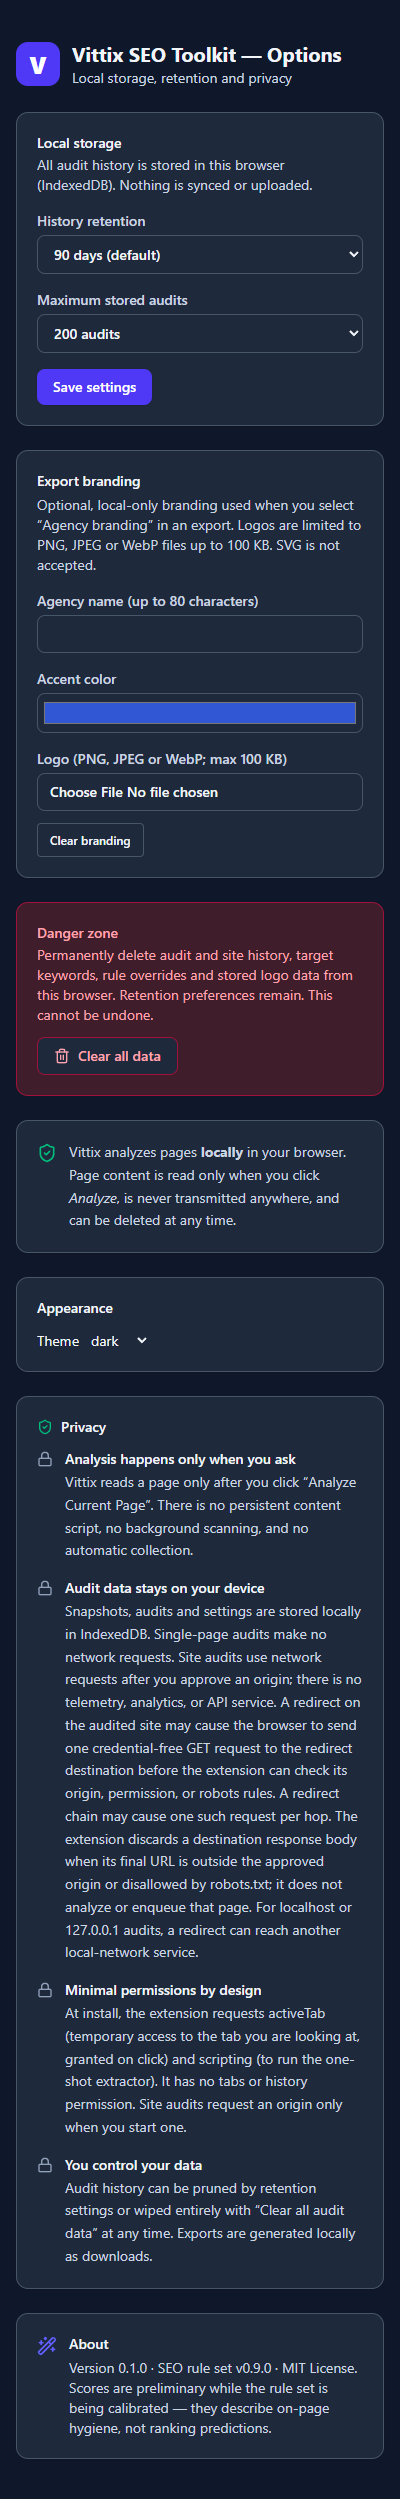 V
Vittix SEO Toolkit — Options
Local storage, retention and privacy
Local storage
All audit history is stored in this browser
(IndexedDB). Nothing is synced or uploaded.
History retention
90 days (default)
Maximum stored audits
200 audits
Save settings
Export branding
Optional, local-only branding used when you select
“Agency branding” in an export. Logos are limited to
PNG, JPEG or WebP files up to 100 KB. SVG is not
accepted.
Agency name (up to 80 characters)
Accent color
Logo (PNG, JPEG or WebP; max 100 KB)
Choose File No file chosen
Clear branding
Danger zone
Permanently delete audit and site history, target
keywords, rule overrides and stored logo data from
this browser. Retention preferences remain. This
cannot be undone.
Clear all data
Vittix analyzes pages locally in your browser.
Page content is read only when you click
Analyze, is never transmitted anywhere, and
can be deleted at any time.
Appearance
Theme dark
Privacy
Analysis happens only when you ask
Vittix reads a page only after you click “Analyze
Current Page”. There is no persistent content
script, no background scanning, and no
automatic collection.
Audit data stays on your device
Snapshots, audits and settings are stored locally
in IndexedDB. Single-page audits make no
network requests. Site audits use network
requests after you approve an origin; there is no
telemetry, analytics, or API service. A redirect on
the audited site may cause the browser to send
one credential-free GET request to the redirect
destination before the extension can check its
origin, permission, or robots rules. A redirect
chain may cause one such request per hop. The
extension discards a destination response body
when its final URL is outside the approved
origin or disallowed by robots.txt; it does not
analyze or enqueue that page. For localhost or
127.0.0.1 audits, a redirect can reach another
local-network service.
Minimal permissions by design
At install, the extension requests activeTab
(temporary access to the tab you are looking at,
granted on click) and scripting (to run the one-
shot extractor). It has no tabs or history
permission. Site audits request an origin only
when you start one.
You control your data
Audit history can be pruned by retention
settings or wiped entirely with “Clear all audit
data” at any time. Exports are generated locally
as downloads.
About
Version 0.1.0 · SEO rule set v0.9.0 · MIT License.
Scores are preliminary while the rule set is
being calibrated — they describe on-page
hygiene, not ranking predictions.